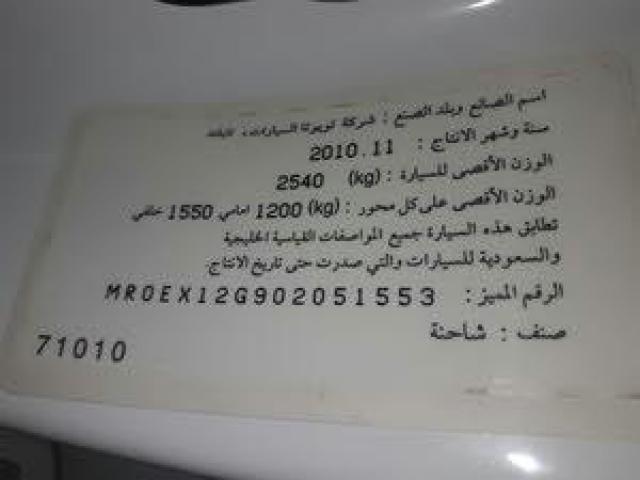 اسم الصانع وبلد الصنع : شركة تويوتا للسيارات، تايلاند
سنة وشهر الانتاج : 2010.11
الوزن الأقصى للسيارة : (kg) 2540
الوزن الأقصى على كل محور : (kg) 1200 امامي 1550 خلفي
تطابق هذه السيارة جميع المواصفات القياسية الخليجية
والسعودية للسيارات والتي صدرت حتى تاريخ الانتاج.
الرقم المميز : MR0EX12G902051553
صنف : شاحنة
71010